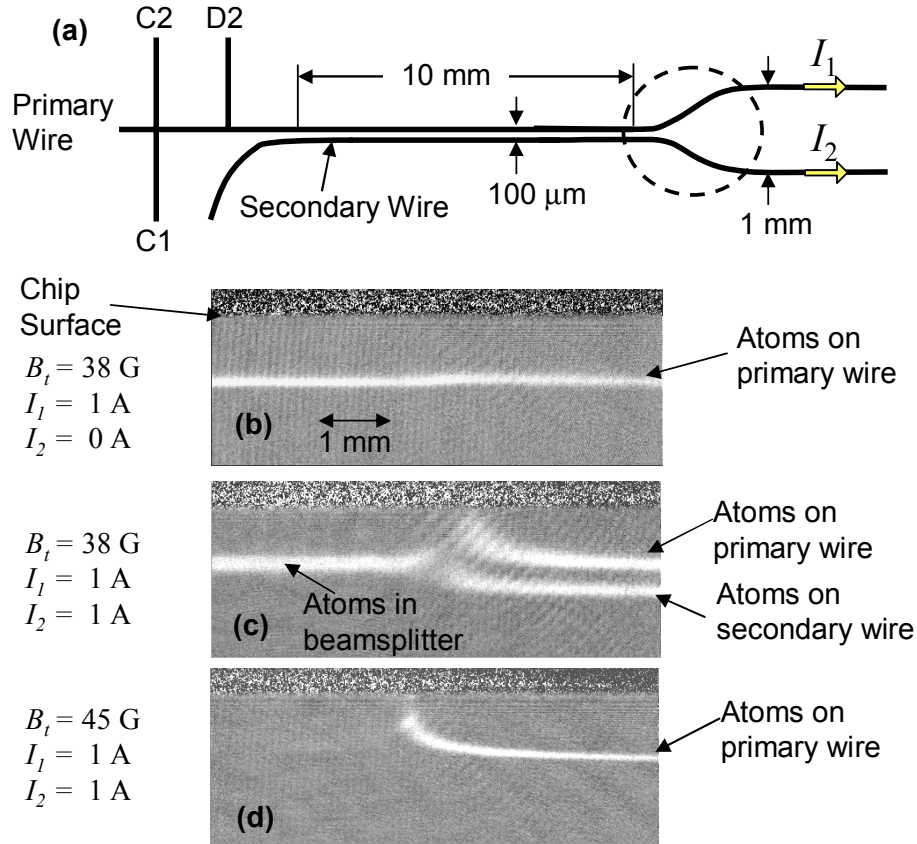 (a)
C2
D2
Primary
Wire
10 mm
I1
I2
Secondary Wire
100 μm
1 mm
C1
Chip
Surface
Bt = 38 G
I1 = 1 A
I2 = 0 A
(b)
1 mm
Atoms on
primary wire
Bt = 38 G
I1 = 1 A
I2 = 1 A
(c)
Atoms in
beamsplitter
Atoms on
primary wire
Atoms on
secondary wire
Bt = 45 G
I1 = 1 A
I2 = 1 A
(d)
Atoms on
primary wire